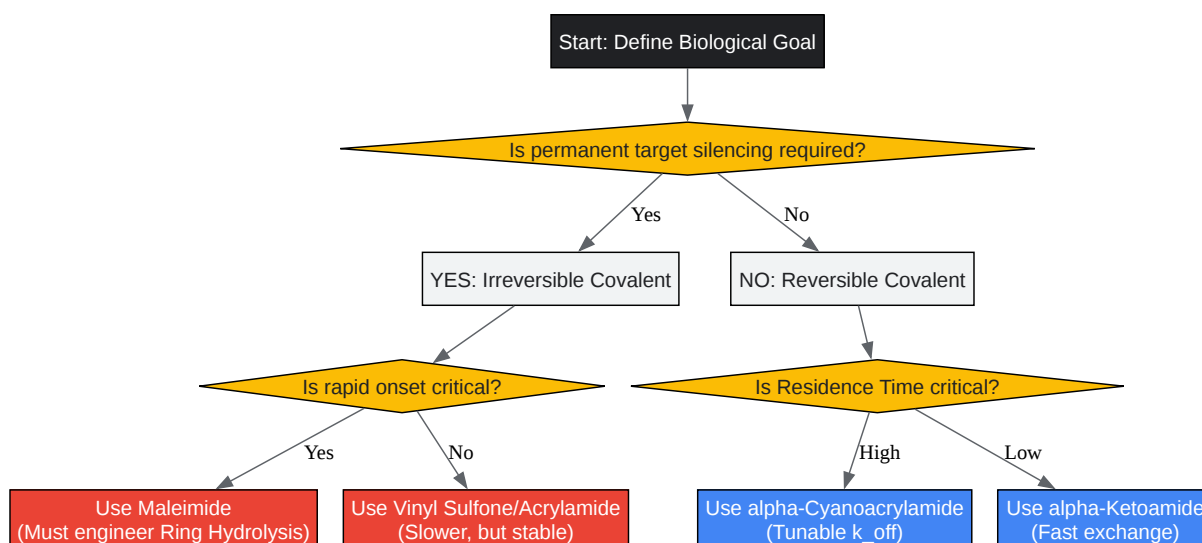 Start: Define Biological Goal
Is permanent target silencing required?
Yes
No
YES: Irreversible Covalent
NO: Reversible Covalent
Is rapid onset critical?
Is Residence Time critical?
Yes
No
High
Low
Use Maleimide
(Must engineer Ring Hydrolysis)
Use Vinyl Sulfone/Acrylamide
(Slower, but stable)
Use alpha-Cyanoacrylamide
(Tunable k_off)
Use alpha-Ketoamide
(Fast exchange)